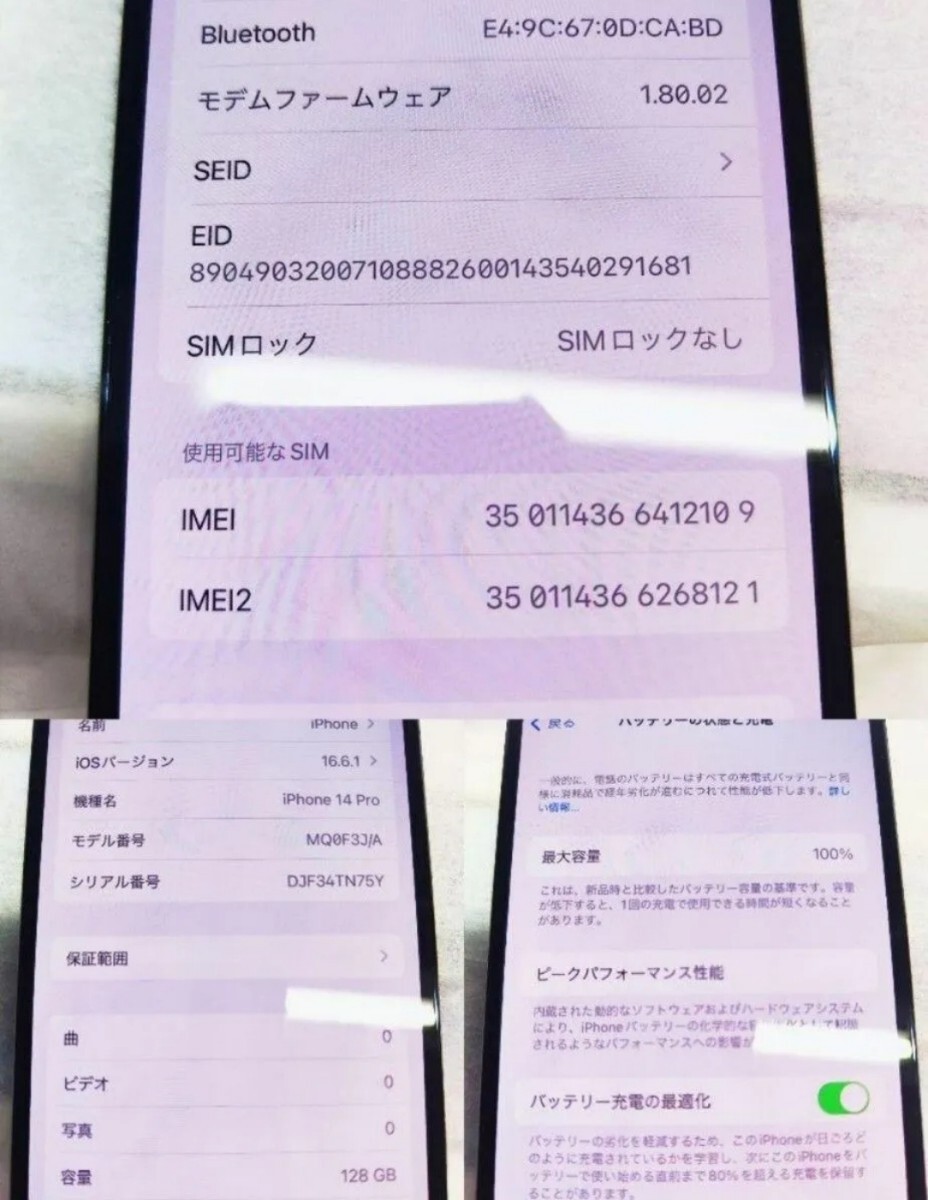 Bluetooth E4:9C:67:0D:CA:BD
モデムファームウェア 1.80.02
SEID
EID
89049032007108882600143540291681
SIMロック SIMロックなし
使用可能なSIM
IMEI 35 011436 641210 9
IMEI2 35 011436 626812 1
名前 iPhone
iOSバージョン 16.6.1
機種名 iPhone 14 Pro
モデル番号 MQ0F3J/A
シリアル番号 DJF34TN75Y
保証範囲
曲 0
ビデオ 0
写真 0
容量 128 GB
戻る バッテリーの状態と充電
一般的に、電話のバッテリーはすべての充電式バッテリーと同
様に消耗品で経年劣化が進むにつれて性能が低下します。詳し
い情報...
最大容量 100%
これは、新品時と比較したバッテリー容量の基準です。容量
が低下すると、1回の充電で使用できる時間が短くなること
があります。
ピークパフォーマンス性能
内蔵された動的なソフトウェアおよびハードウェアシステム
により、iPhoneバッテリーの化学的な
されるようなパフォーマンスへの影響が
バッテリー充電の最適化
バッテリーの劣化を軽減するため、このiPhoneが日ごろど
のように充電されているかを学習し、次にこのiPhoneをバ
ッテリーで使い始める直前まで80%を超える充電を保留す
ることがあります。